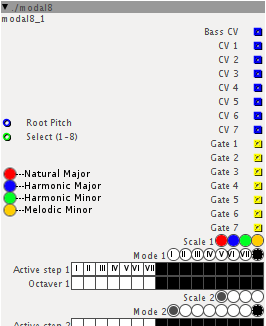 ./modal8
modal8_1
Bass CV
CV 1
CV 2
CV 3
CV 4
CV 5
CV 6
CV 7
Root Pitch
Select (1-8)
Gate 1
Gate 2
Gate 3
Gate 4
Gate 5
Gate 6
Gate 7
---Natural Major
---Harmonic Major
---Harmonic Minor
---Melodic Minor
Scale 1
Mode 1 I II III IV V VI VII
Active step 1 I II III IV V VI VII
Octaver 1
Scale 2
Mode 2
Active step 2